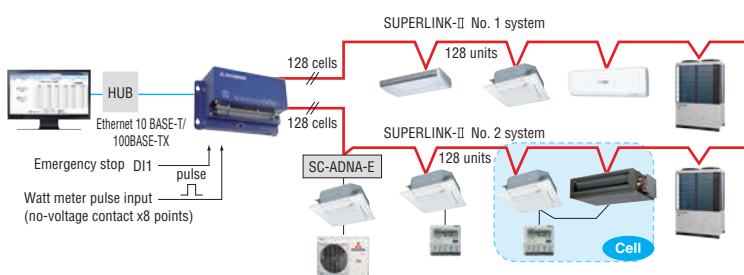 SUPERLINK-II No. 1 system
128 cells
128 units
HUB
Ethernet 10 BASE-T/
100BASE-TX
128 cells
SUPERLINK-II No. 2 system
128 units
Emergency stop DI1
pulse
SC-ADNA-E
Watt meter pulse input
(no-voltage contact x8 points)
Cell